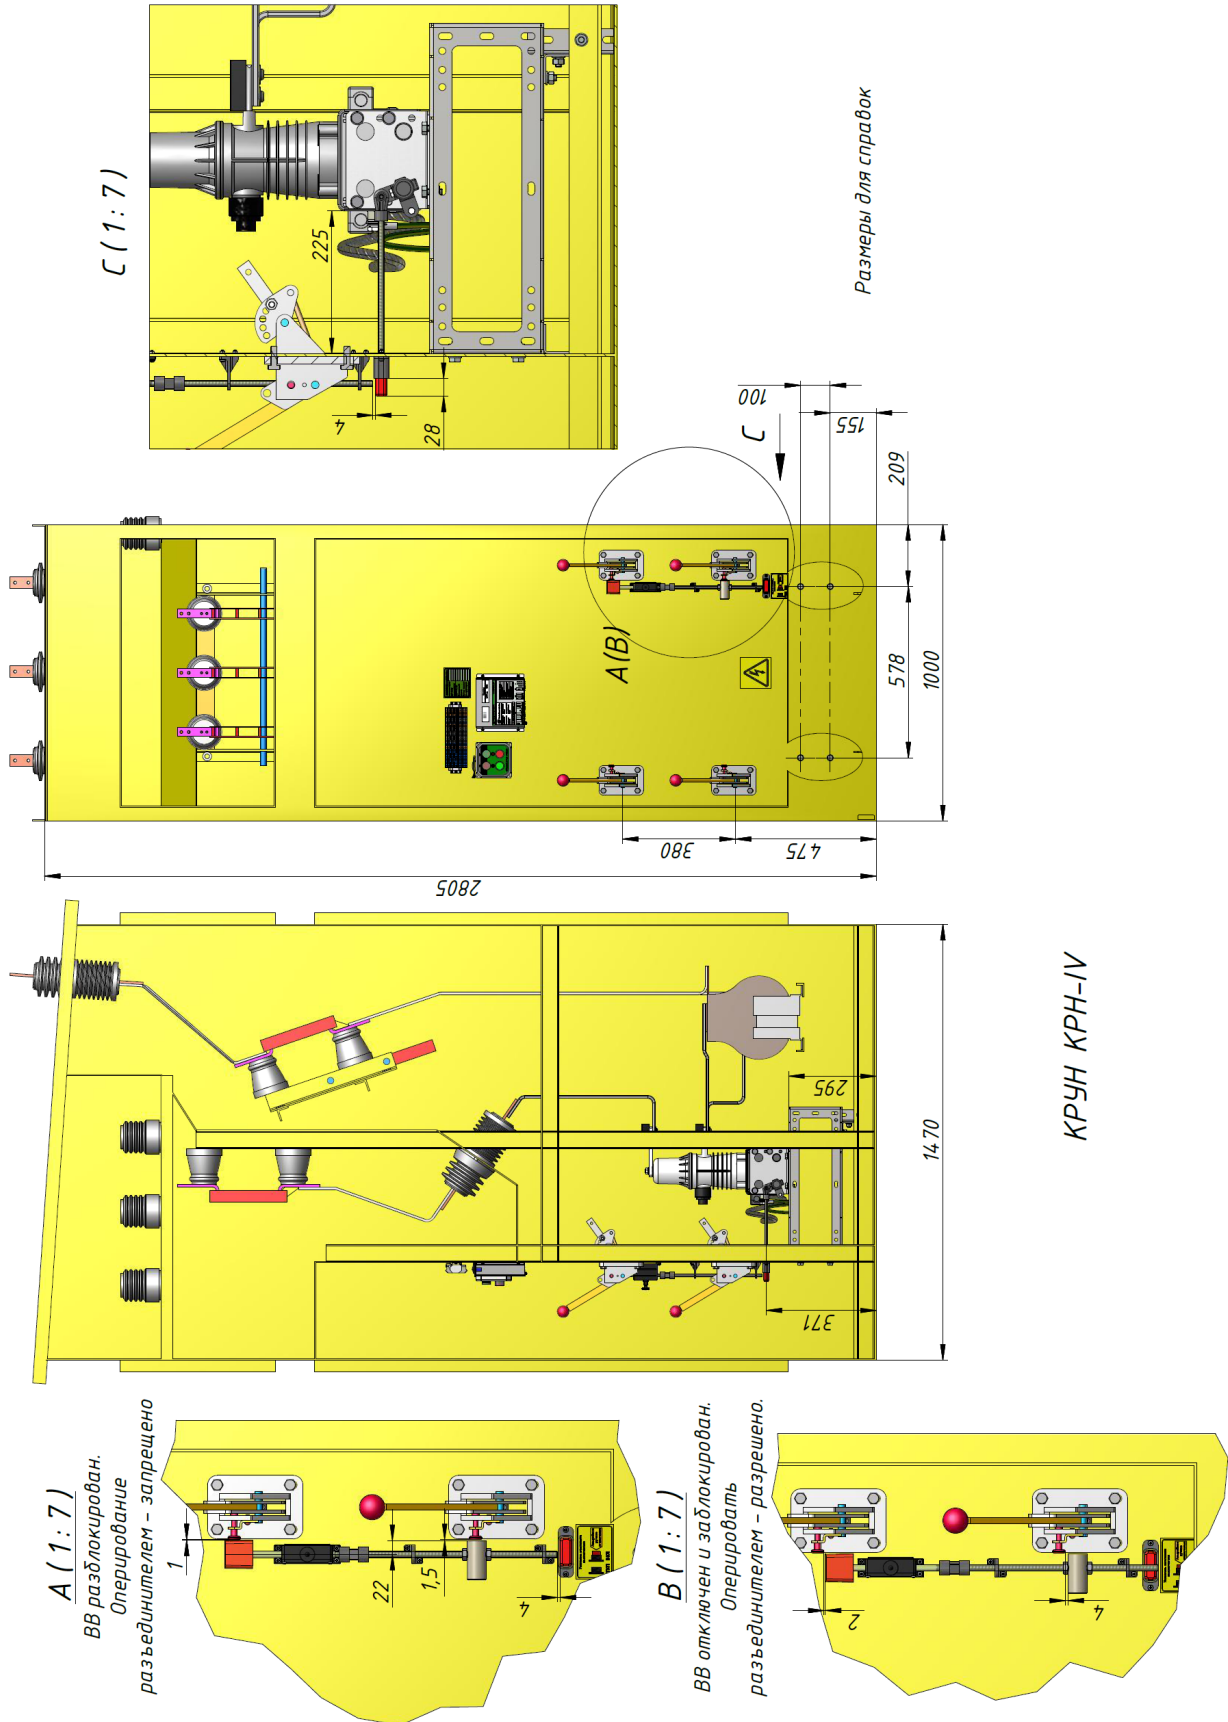 C ( 1 : 7 )
225
4
28
Размеры для справок
100
C
155
209
A(B)
578
1000
380
475
2805
295
1470
371
КРУН КРН-IV
A ( 1 : 7 )
ВВ разблокирован.
Оперирование
разъединителем - запрещено
1
22
1,5
4
B ( 1 : 7 )
ВВ отключен и заблокирован.
Оперировать
разъединителем - разрешено.
2
4